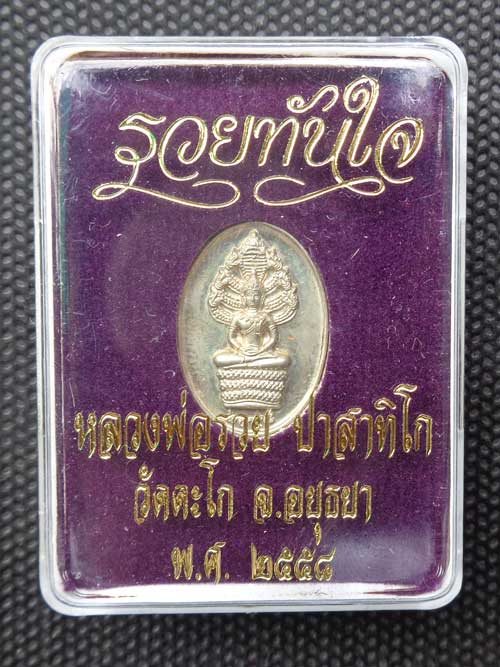 รวยทันใจ
หลวงพ่อรวย ปาสาทิโก
วัดตะโก จ.อยุธยา
พ.ศ. ๒๕๕๘